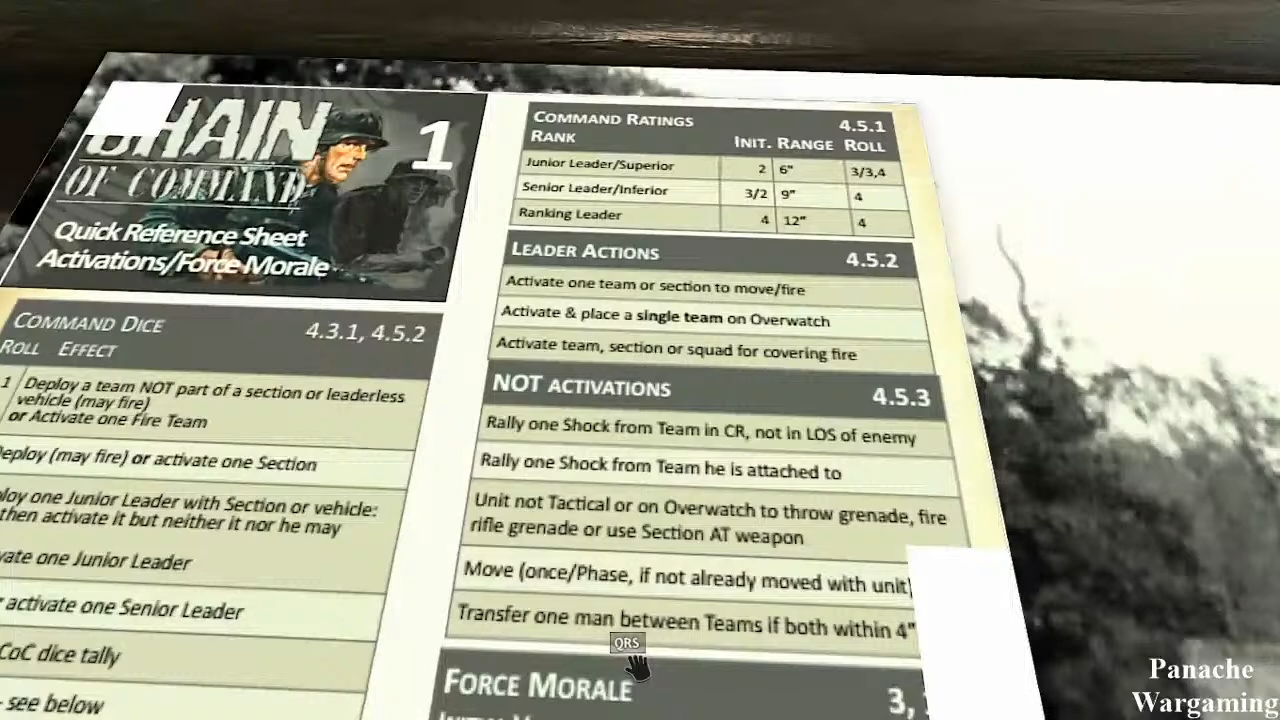 CHAIN
OF COMMAND
1
Quick Reference Sheet
Activations/Force Morale
COMMAND DICE 4.3.1, 4.5.2
ROLL EFFECT
1 Deploy a team NOT part of a section or leaderless
vehicle (may fire)
or Activate one Fire Team
Deploy (may fire) or activate one Section
one Junior Leader with Section or vehicle:
then activate it but neither it nor he may
one Junior Leader
activate one Senior Leader
CoC dice tally
- see below
COMMAND RATINGS 4.5.1
RANK INIT. RANGE ROLL
Junior Leader/Superior 2 6" 3/3,4
Senior Leader/Inferior 3/2 9" 4
Ranking Leader 4 12" 4
LEADER ACTIONS 4.5.2
Activate one team or section to move/fire
Activate & place a single team on Overwatch
Activate team, section or squad for covering fire
NOT ACTIVATIONS 4.5.3
Rally one Shock from Team in CR, not in LOS of enemy
Rally one Shock from Team he is attached to
Unit not Tactical or on Overwatch to throw grenade, fire
rifle grenade or use Section AT weapon
Move (once/Phase, if not already moved with unit)
Transfer one man between Teams if both within 4"
QRS
FORCE MORALE 3,
Panache
Wargaming